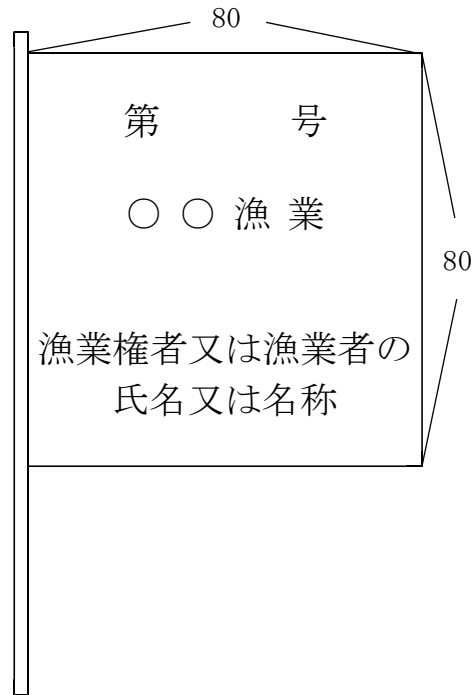 80
第　　　号
○ ○ 漁 業
80
漁業権者又は漁業者の
氏名又は名称